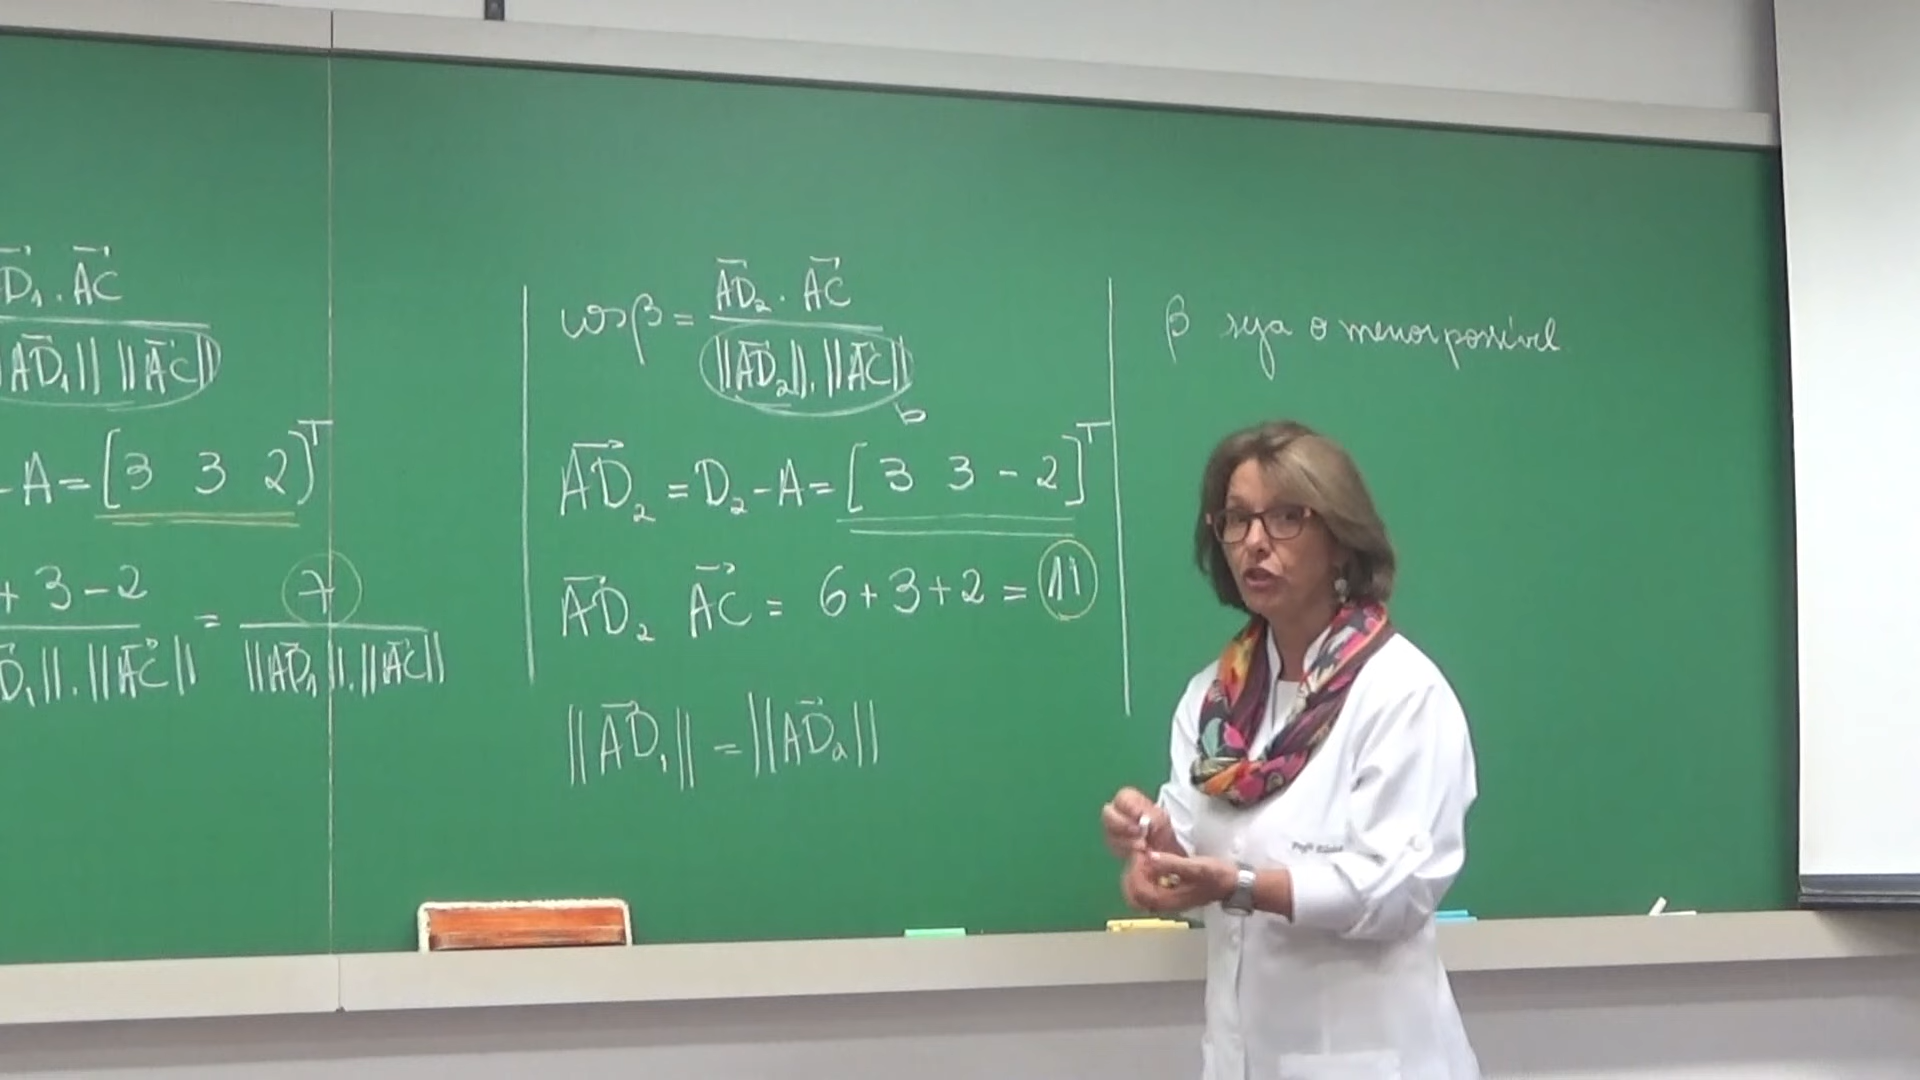 D₁ . AC
||AD₁|| ||AC||
- A = [3 3 2]ᵀ
+ 3 - 2 = 7
D₁||.||AC|| ||AD₁||.||AC||
cosβ = AD₂ . AC
||AD₂||.||AC||
AD₂ = D₂ - A = [3 3 - 2]ᵀ
AD₂ AC = 6 + 3 + 2 = 11
||AD₁|| = ||AD₂||
β seja o menor possível